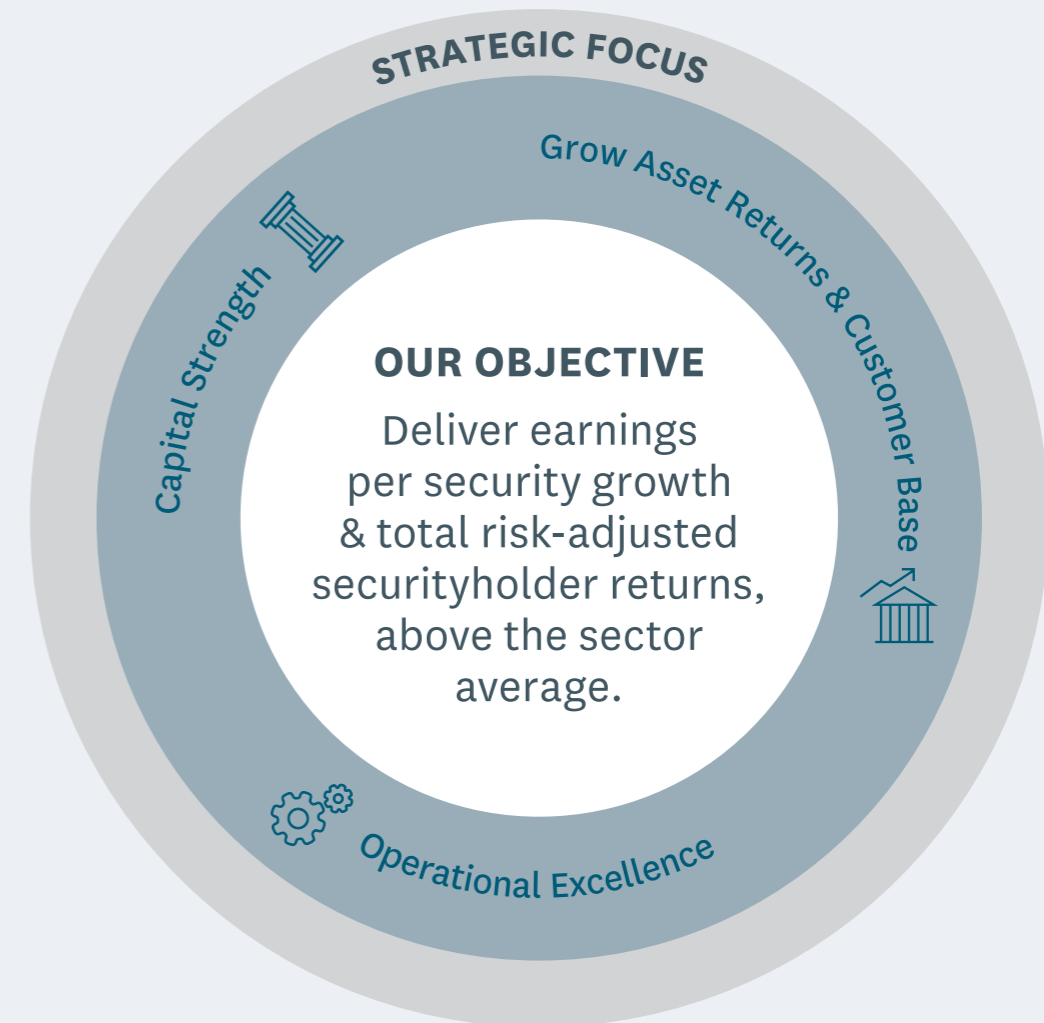 STRATEGIC FOCUS
Grow Asset Returns & Customer Base
Capital Strength
OUR OBJECTIVE
Deliver earnings
per security growth
& total risk-adjusted
securityholder returns,
above the sector
average.
Operational Excellence